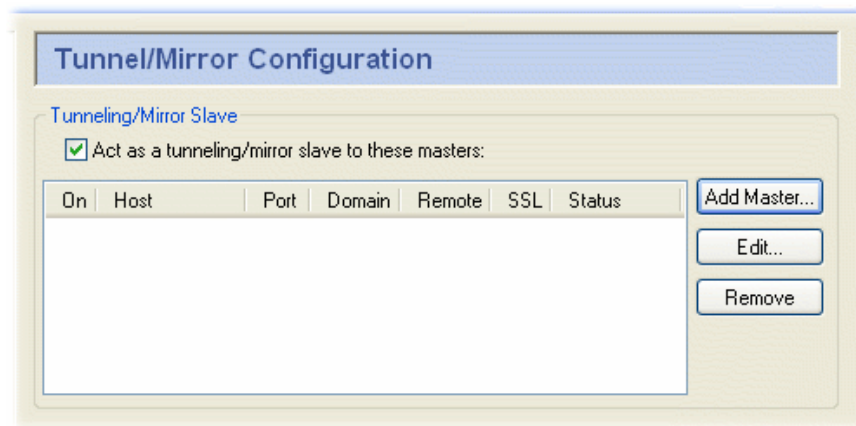 Tunnel/Mirror Configuration
Tunneling/Mirror Slave
Act as a tunneling/mirror slave to these masters:
On Host Port Domain Remote SSL Status
Add Master...
Edit...
Remove